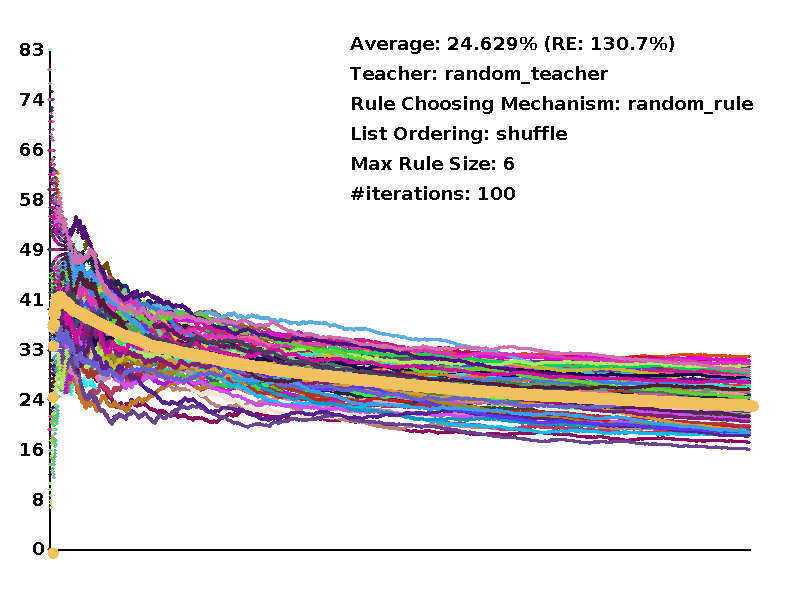 83
Average: 24.629% (RE: 130.7%)
Teacher: random_teacher
74
Rule Choosing Mechanism: random_rule
List Ordering: shuffle
66
Max Rule Size: 6
58
#iterations: 100
49
41
33
24
16
8
0